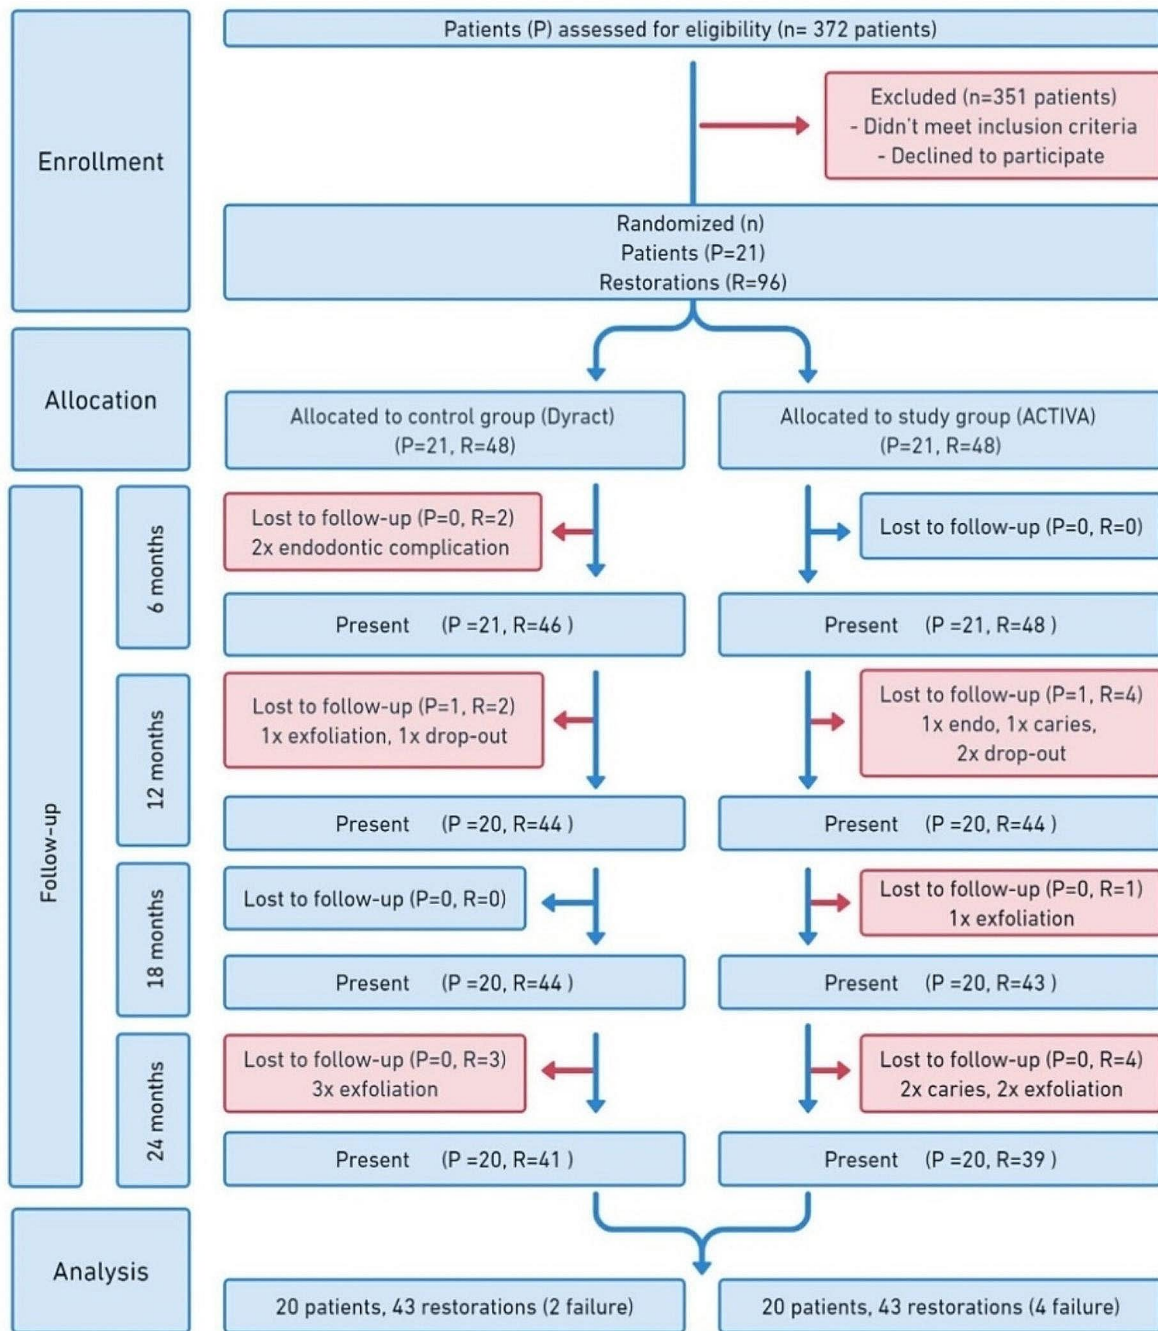 Patients (P) assessed for eligibility (n= 372 patients)
Enrollment
Excluded (n=351 patients)
- Didn't meet inclusion criteria
- Declined to participate
Randomized (n)
Patients (P=21)
Restorations (R=96)
Allocation
Allocated to control group (Dyract)
(P=21, R=48)
Allocated to study group (ACTIVA)
(P=21, R=48)
Follow-up
6 months
Lost to follow-up (P=0, R=2)
2x endodontic complication
Lost to follow-up (P=0, R=0)
Present (P =21, R=46 )
Present (P =21, R=48 )
12 months
Lost to follow-up (P=1, R=2)
1x exfoliation, 1x drop-out
Lost to follow-up (P=1, R=4)
1x endo, 1x caries,
2x drop-out
Present (P =20, R=44 )
Present (P =20, R=44 )
18 months
Lost to follow-up (P=0, R=0)
Lost to follow-up (P=0, R=1)
1x exfoliation
Present (P =20, R=44 )
Present (P =20, R=43 )
24 months
Lost to follow-up (P=0, R=3)
3x exfoliation
Lost to follow-up (P=0, R=4)
2x caries, 2x exfoliation
Present (P =20, R=41 )
Present (P =20, R=39 )
Analysis
20 patients, 43 restorations (2 failure)
20 patients, 43 restorations (4 failure)